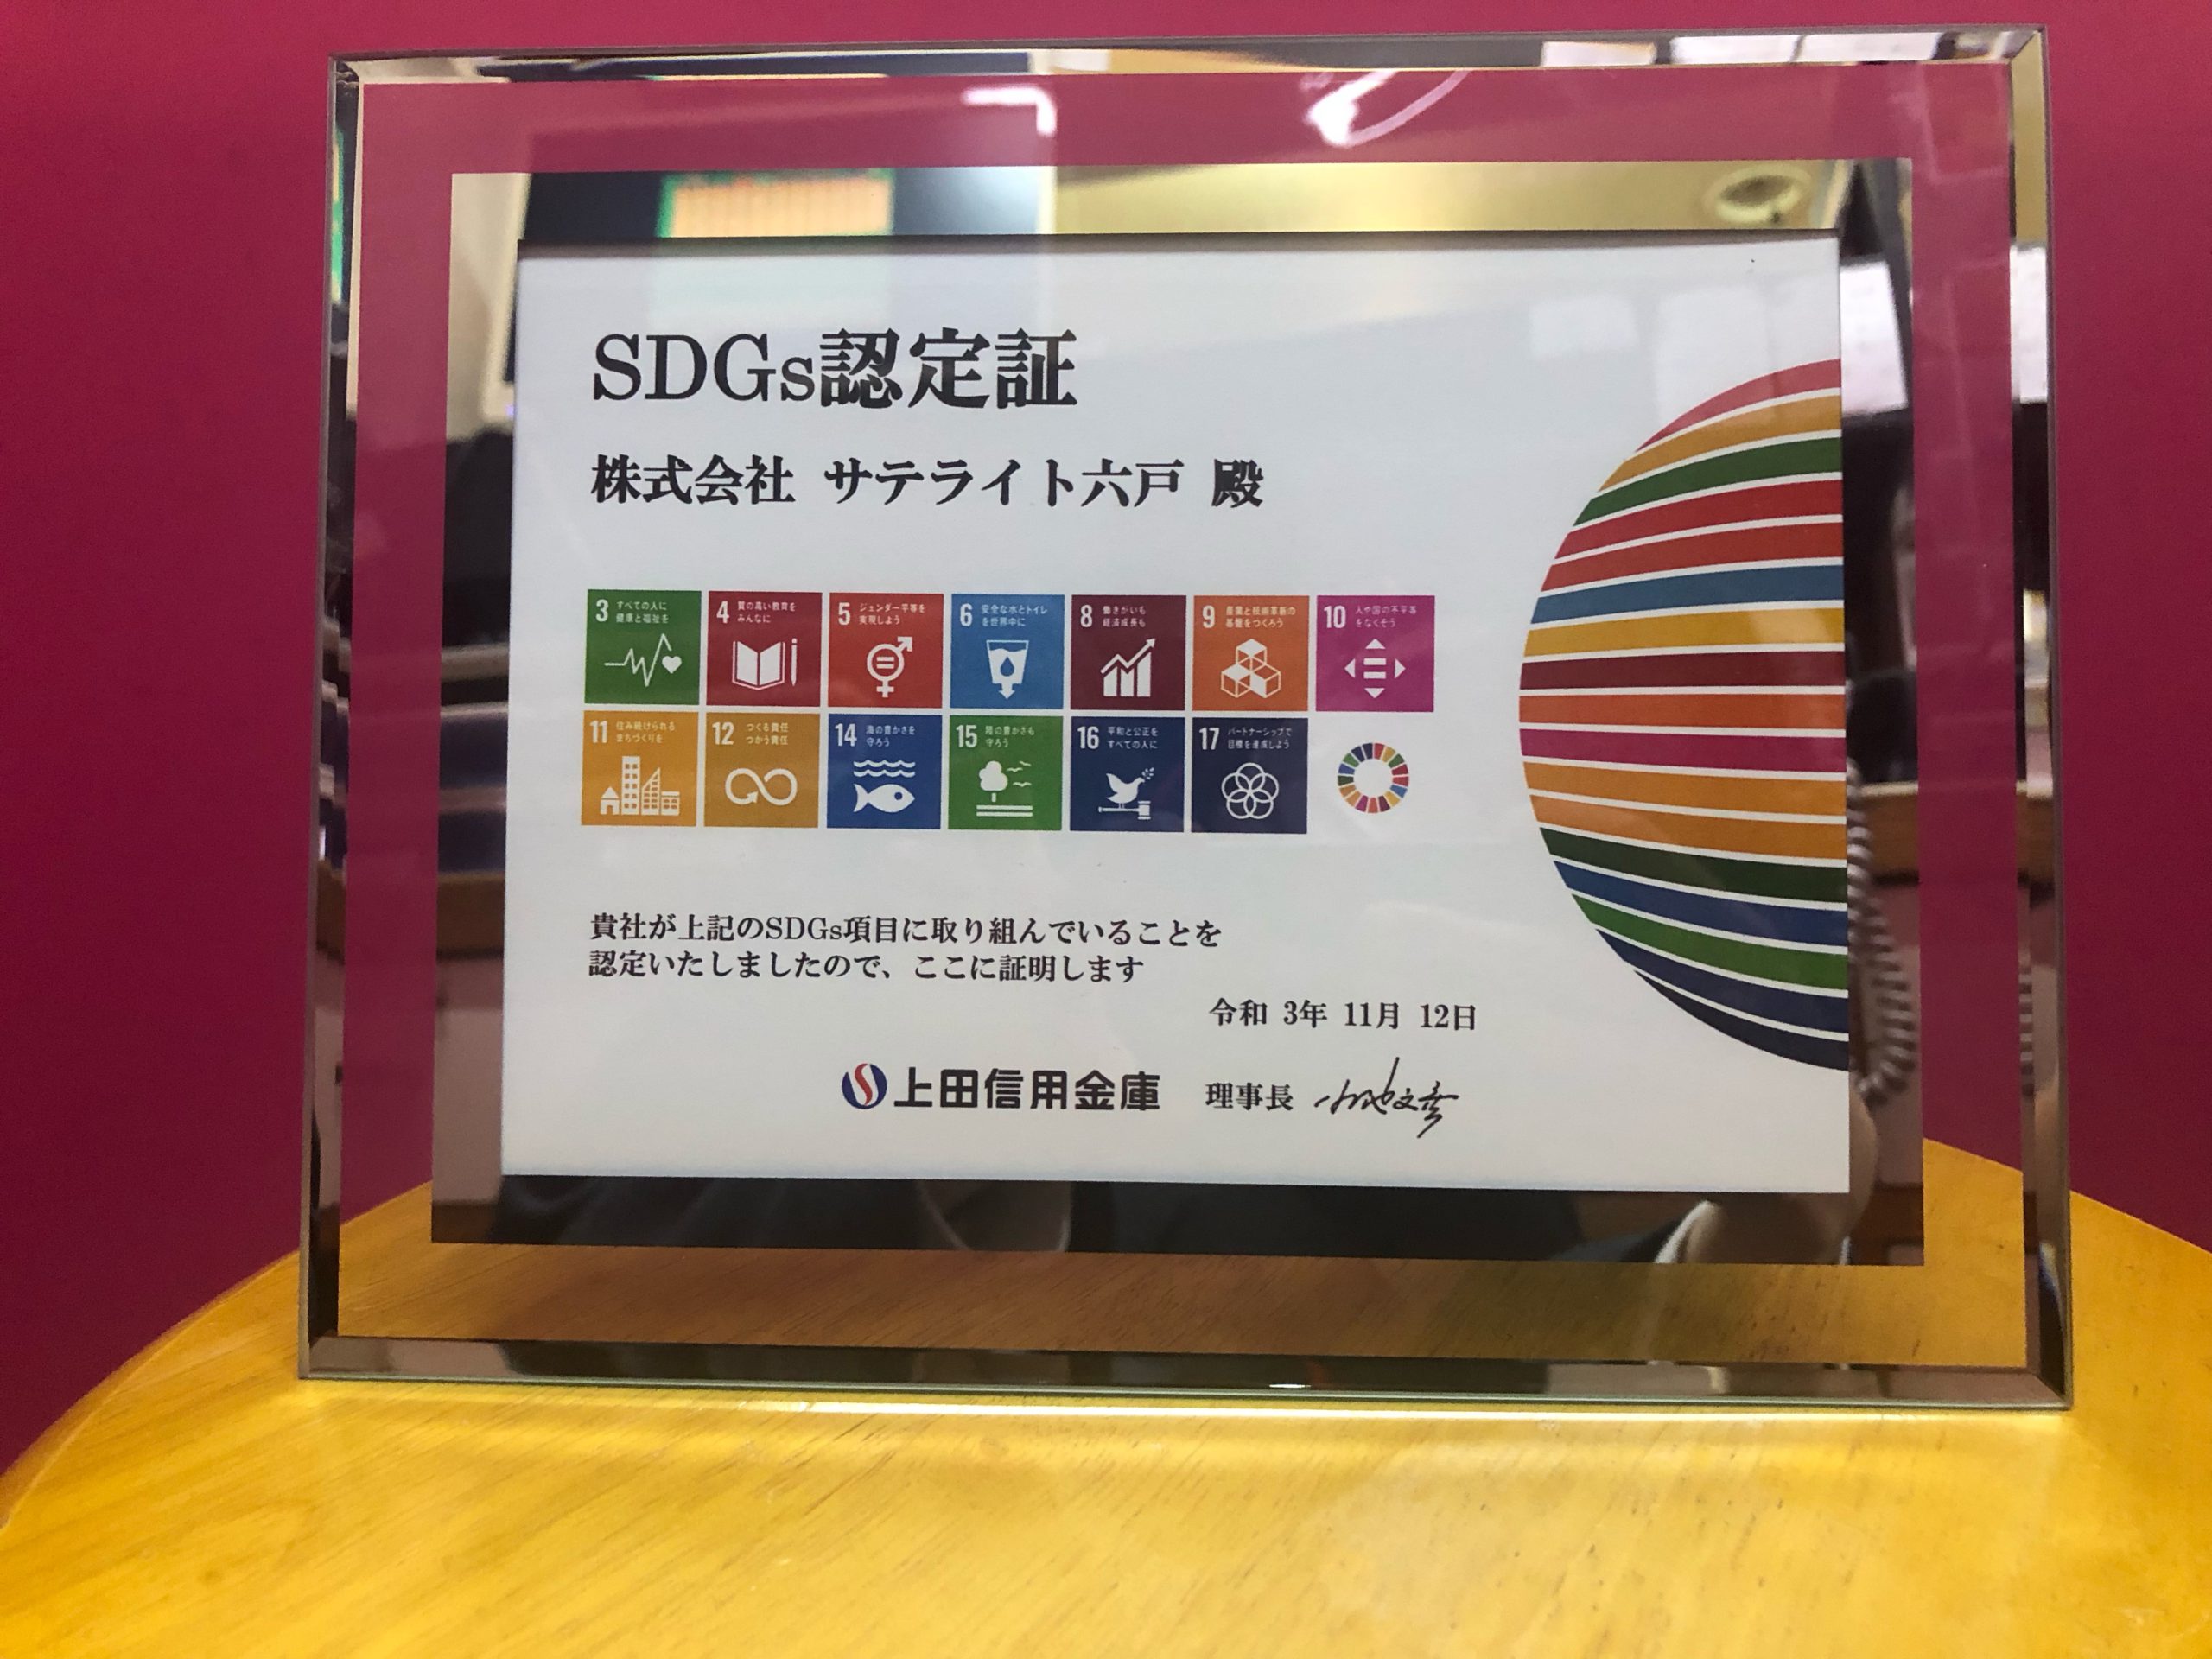 SDGs認定証
株式会社 サテライト六戸 殿
3 すべての人に
健康と福祉を
4 質の高い教育を
みんなに
5 ジェンダー平等を
実現しよう
6 安全な水とトイレ
を世界中に
8 働きがいも
経済成長も
9 産業と技術革新の
基盤をつくろう
10 人や国の不平等
をなくそう
11 住み続けられる
まちづくりを
12 つくる責任
つかう責任
14 海の豊かさを
守ろう
15 陸の豊かさも
守ろう
16 平和と公正を
すべての人に
17 パートナーシップで
目標を達成しよう
貴社が上記のSDGs項目に取り組んでいることを
認定いたしましたので、ここに証明します
令和 3年 11月 12日
上田信用金庫 理事長 小池文彦